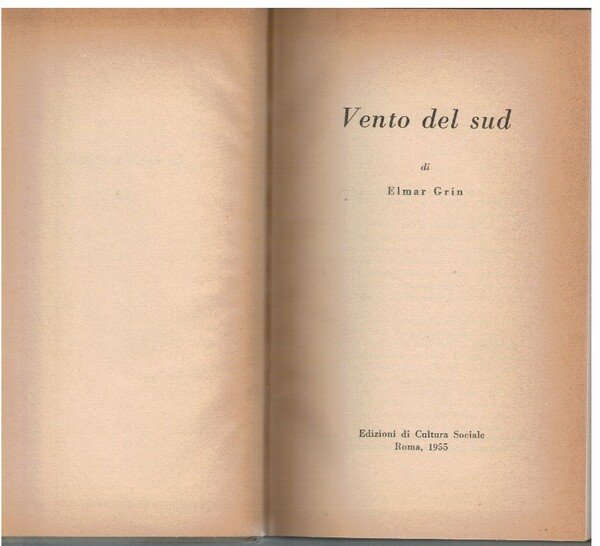 Vento del sud
di
Elmar Grin
Edizioni di Cultura Sociale
Roma, 1955